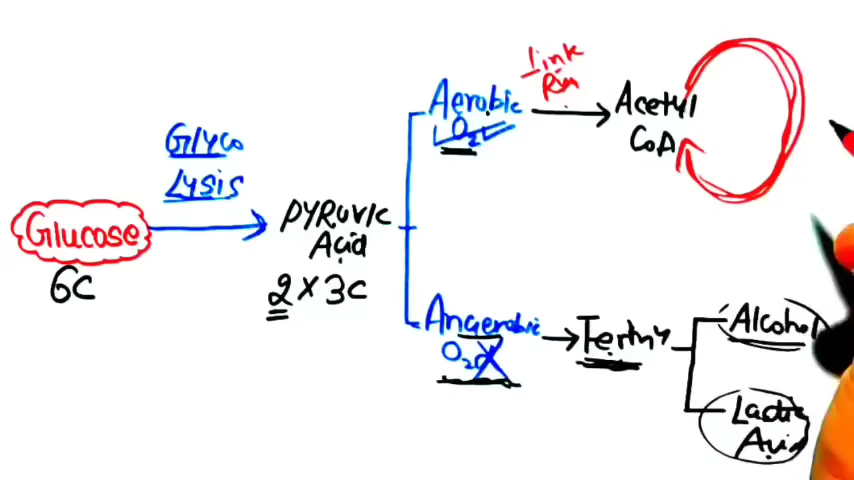 Glucose
6C
Glyco
Lysis
PYRUVIC
Acid
2 x 3C
Aerobic
O2
Link
Rxn
Acetyl
CoA
Anaerobic
O2
Ferm
Alcohol
Lactic
Acid